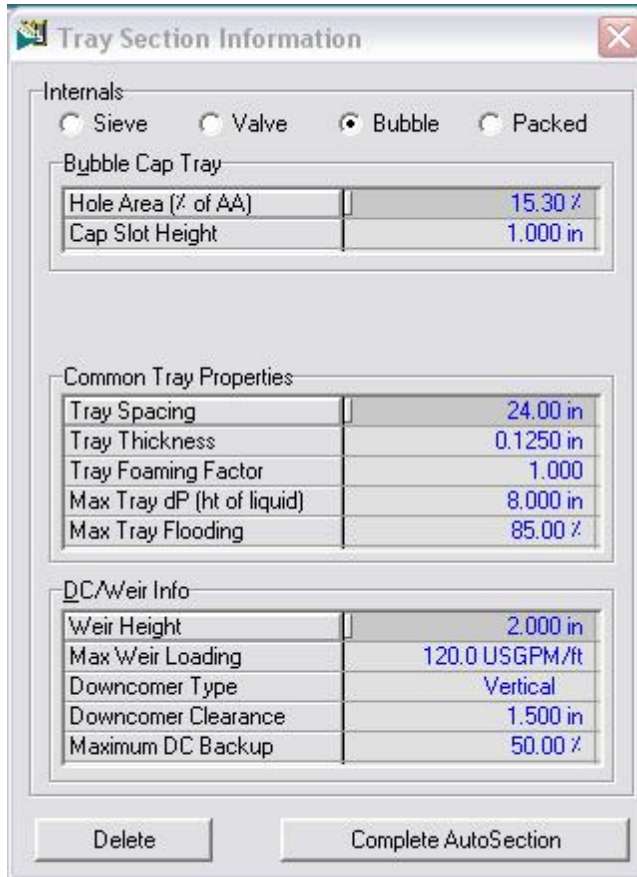 Tray Section Information
Internals
Sieve Valve Bubble Packed
Bubble Cap Tray
Hole Area (% of AA) 15.30 %
Cap Slot Height 1.000 in
Common Tray Properties
Tray Spacing 24.00 in
Tray Thickness 0.1250 in
Tray Foaming Factor 1.000
Max Tray dP (ht of liquid) 8.000 in
Max Tray Flooding 85.00 %
DC/Weir Info
Weir Height 2.000 in
Max Weir Loading 120.0 USGPM/ft
Downcomer Type Vertical
Downcomer Clearance 1.500 in
Maximum DC Backup 50.00 %
Delete Complete AutoSection